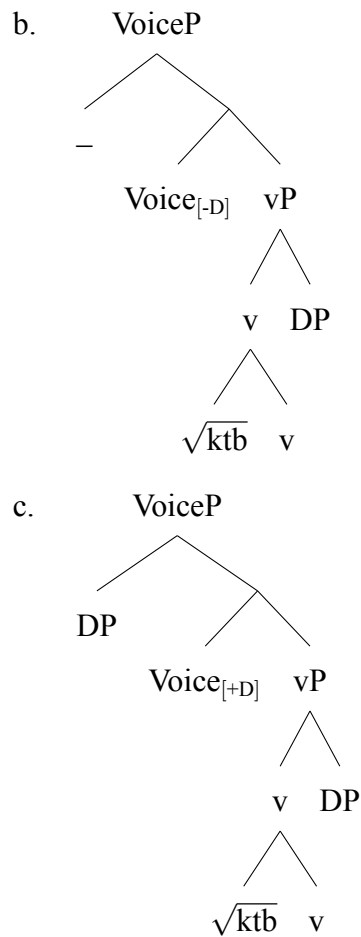 b. VoiceP
–
Voice[-D] vP
v DP
√ktb v
c. VoiceP
DP
Voice[+D] vP
v DP
√ktb v